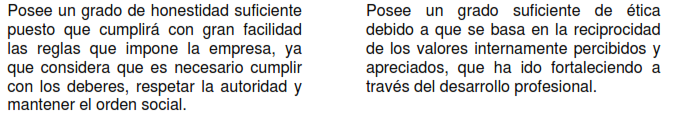 Posee un grado de honestidad suficiente
puesto que cumplirá con gran facilidad
las reglas que impone la empresa, ya
que considera que es necesario cumplir
con los deberes, respetar la autoridad y
mantener el orden social.
Posee un grado suficiente de ética
debido a que se basa en la reciprocidad
de los valores internamente percibidos y
apreciados, que ha ido fortaleciendo a
través del desarrollo profesional.